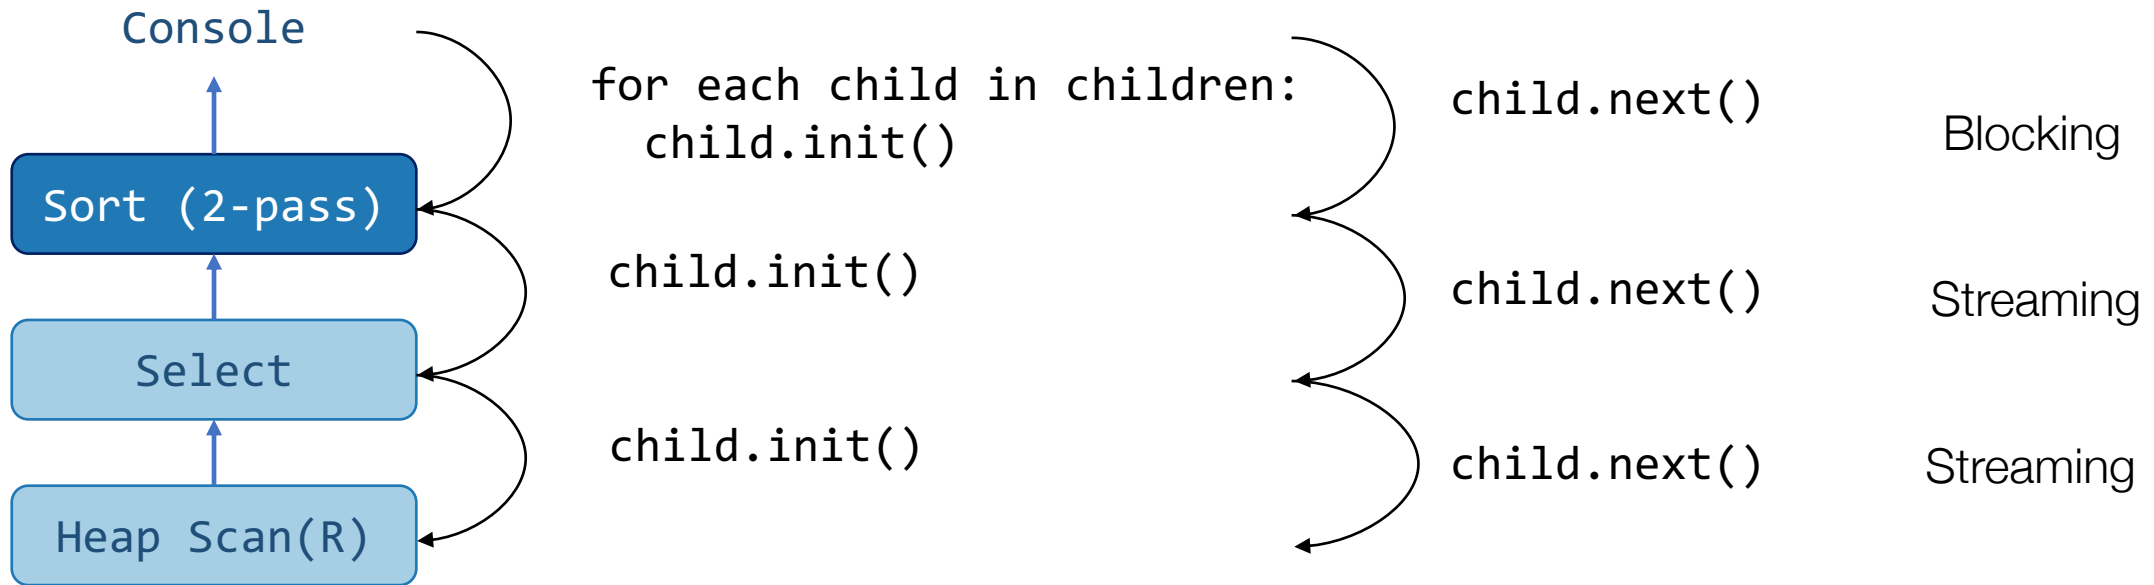 Console
for each child in children:
child.init()
child.next()
Blocking
Sort (2-pass)
child.init()
child.next()
Streaming
Select
child.init()
child.next()
Streaming
Heap Scan(R)